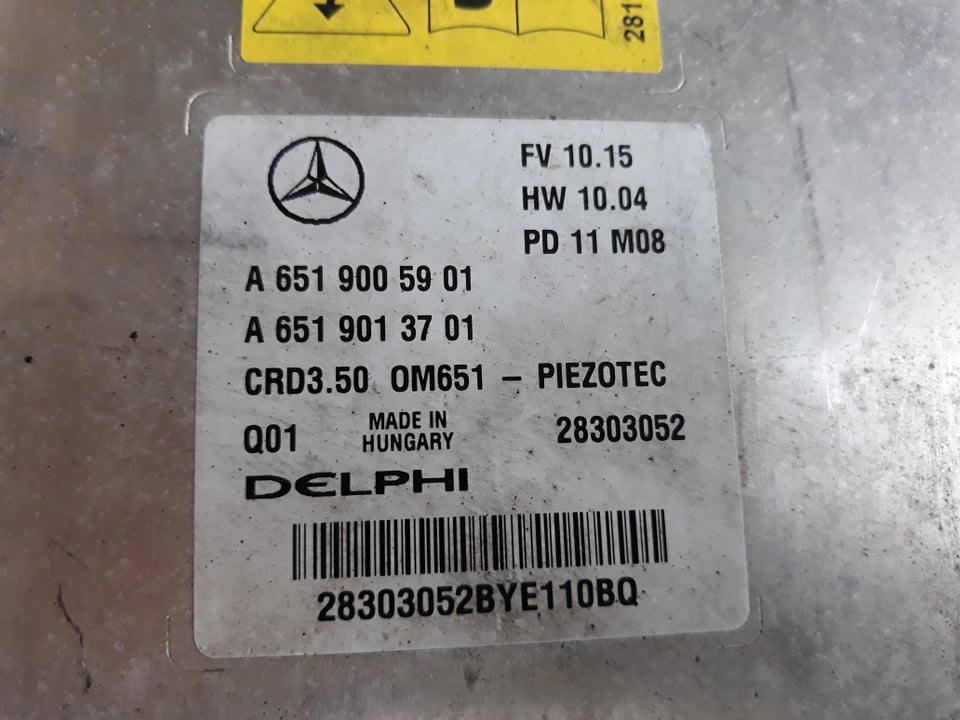 281
FV 10.15
HW 10.04
PD 11 M08
A 651 900 59 01
A 651 901 37 01
CRD3.50 OM651 - PIEZOTEC
Q01 MADE IN HUNGARY 28303052
DELPHI
28303052BYE110BQ